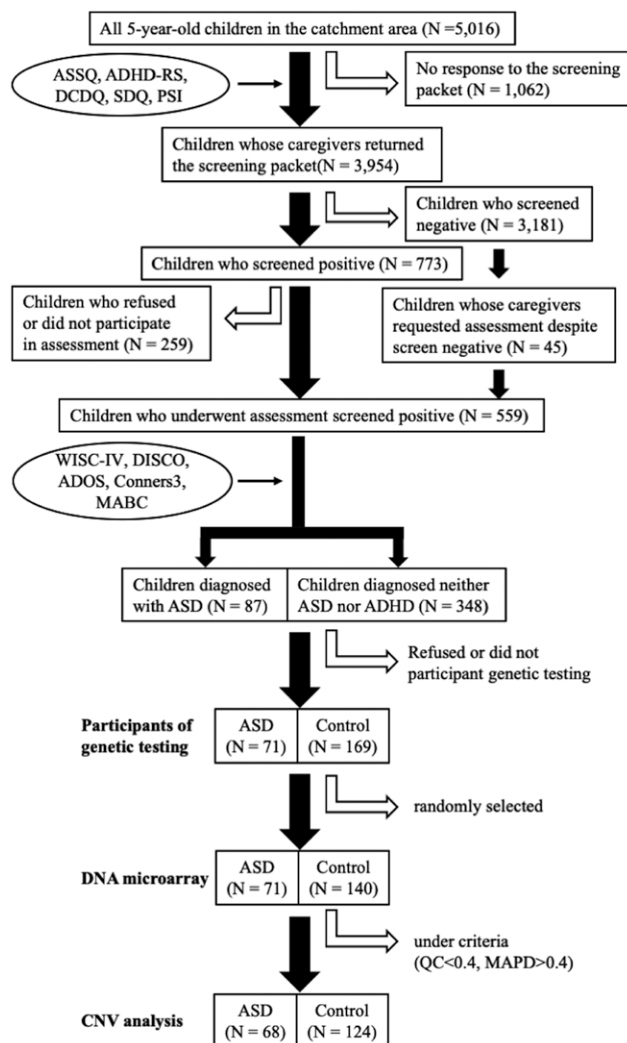 All 5-year-old children in the catchment area (N =5,016)
ASSQ, ADHD-RS,
DCDQ, SDQ, PSI
No response to the screening
packet (N = 1,062)
Children whose caregivers returned
the screening packet(N = 3,954)
Children who screened
negative (N = 3,181)
Children who screened positive (N = 773)
Children who refused
or did not participate
in assessment (N = 259)
Children whose caregivers
requested assessment despite
screen negative (N = 45)
Children who underwent assessment screened positive (N = 559)
WISC-IV, DISCO,
ADOS, Conners3,
MABC
Children diagnosed
with ASD (N = 87)
Children diagnosed neither
ASD nor ADHD (N = 348)
Refused or did not
participant genetic testing
Participants of
genetic testing
ASD
(N = 71)
Control
(N = 169)
randomly selected
DNA microarray
ASD
(N = 71)
Control
(N = 140)
under criteria
(QC<0.4, MAPD>0.4)
CNV analysis
ASD
(N = 68)
Control
(N = 124)